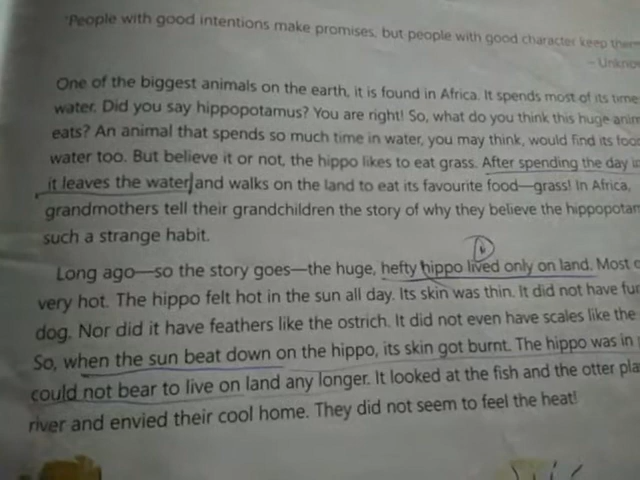 'People with good intentions make promises, but people with good character keep them
– Unknow
One of the biggest animals on the earth, it is found in Africa. It spends most of its time
water. Did you say hippopotamus? You are right! So, what do you think this huge anim
eats? An animal that spends so much time in water, you may think, would find its food
water too. But believe it or not, the hippo likes to eat grass. After spending the day i
it leaves the water and walks on the land to eat its favourite food—grass! In Africa,
grandmothers tell their grandchildren the story of why they believe the hippopotam
such a strange habit.
Long ago—so the story goes—the huge, hefty hippo lived only on land. Most o
very hot. The hippo felt hot in the sun all day. Its skin was thin. It did not have fur
dog. Nor did it have feathers like the ostrich. It did not even have scales like the
So, when the sun beat down on the hippo, its skin got burnt. The hippo was in
could not bear to live on land any longer. It looked at the fish and the otter pla
river and envied their cool home. They did not seem to feel the heat!